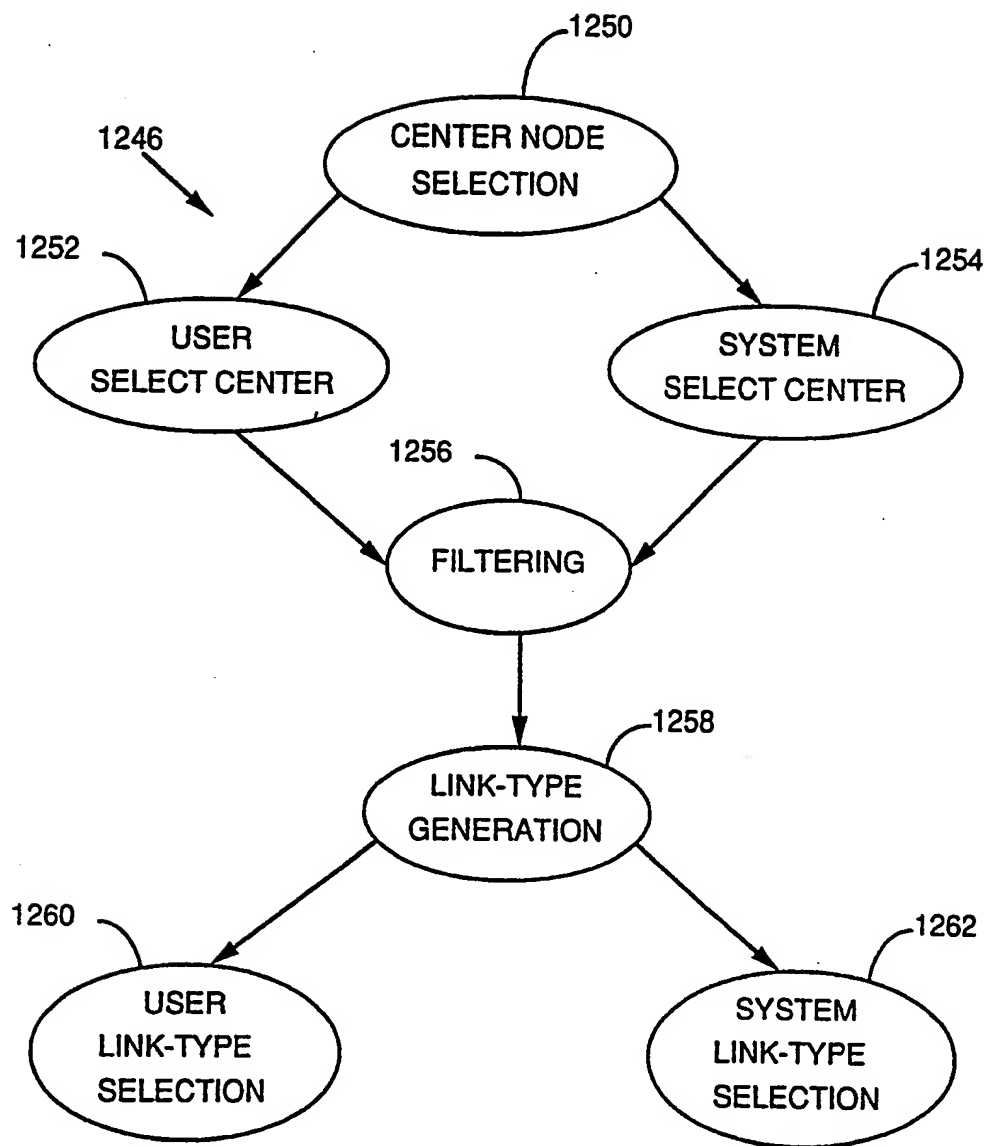 1250
CENTER NODE
SELECTION
1246
1252
1254
USER
SELECT CENTER
SYSTEM
SELECT CENTER
1256
FILTERING
1258
LINK-TYPE
GENERATION
1260
1262
USER
LINK-TYPE
SELECTION
SYSTEM
LINK-TYPE
SELECTION